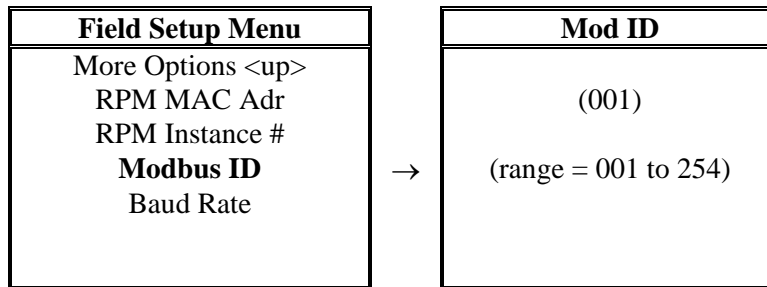 Field Setup Menu
More Options <up>
RPM MAC Adr
RPM Instance #
Modbus ID
Baud Rate
→
Mod ID
(001)
(range = 001 to 254)